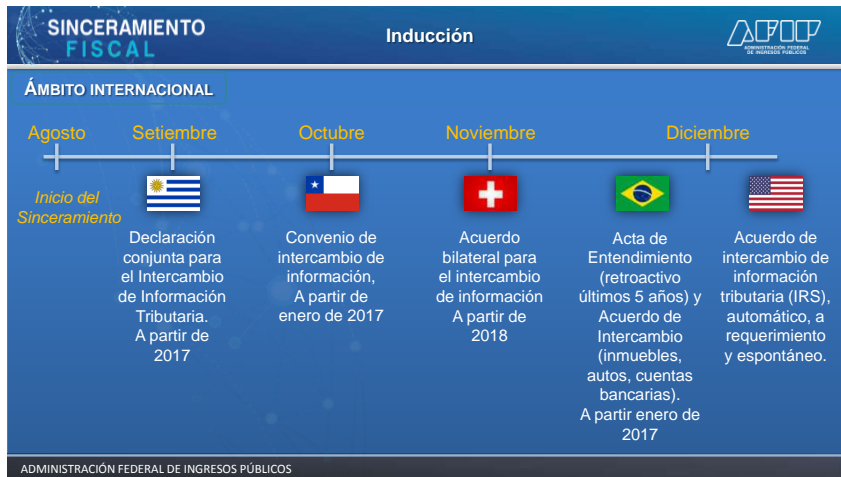 SINCERAMIENTO
FISCAL
Inducción
AFIP
ADMINISTRACIÓN FEDERAL
DE INGRESOS PÚBLICOS
ÁMBITO INTERNACIONAL
Agosto
Setiembre
Octubre
Noviembre
Diciembre
Inicio del
Sinceramiento
Declaración
conjunta para
el Intercambio
de Información
Tributaria.
A partir de
2017
Convenio de
intercambio de
información,
A partir de
enero de 2017
Acuerdo
bilateral para
el intercambio
de información
A partir de
2018
Acta de
Entendimiento
(retroactivo
últimos 5 años) y
Acuerdo de
Intercambio
(inmuebles,
autos, cuentas
bancarias).
A partir enero de
2017
Acuerdo de
intercambio de
información
tributaria (IRS),
automático, a
requerimiento
y espontáneo.
ADMINISTRACIÓN FEDERAL DE INGRESOS PÚBLICOS